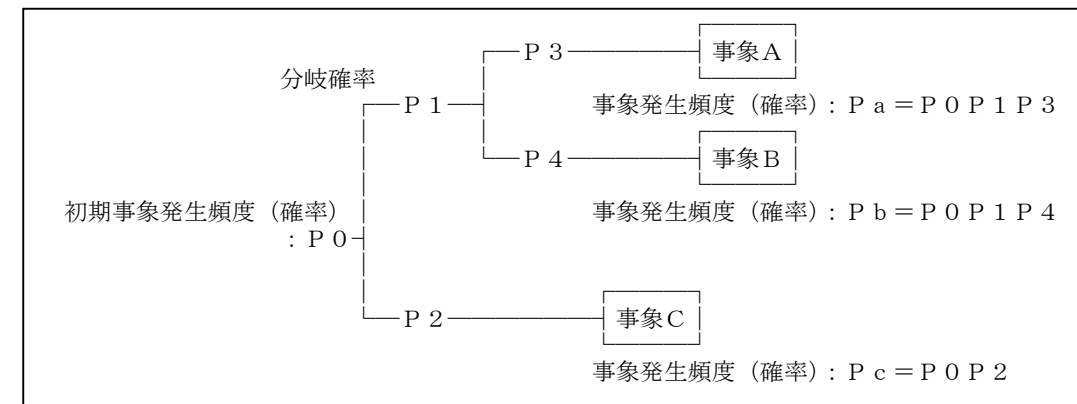 Ｐ３
事象Ａ
分岐確率
Ｐ１
事象発生頻度（確率）：Ｐａ＝Ｐ０Ｐ１Ｐ３
Ｐ４
事象Ｂ
初期事象発生頻度（確率）
事象発生頻度（確率）：Ｐｂ＝Ｐ０Ｐ１Ｐ４
：Ｐ０
Ｐ２
事象Ｃ
事象発生頻度（確率）：Ｐｃ＝Ｐ０Ｐ２